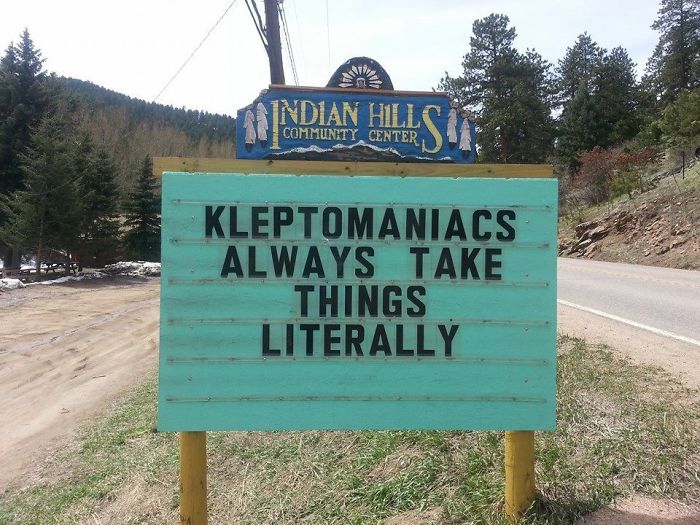 INDIAN HILLS
COMMUNITY CENTER
KLEPTOMANIACS
ALWAYS TAKE
THINGS
LITERALLY